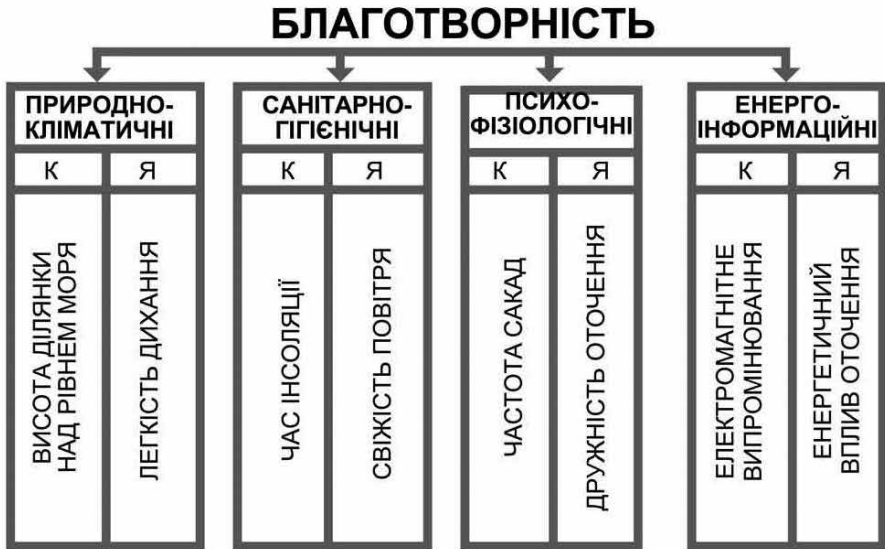 БЛАГОТВОРНІСТЬ
ПРИРОДНО-
КЛІМАТИЧНІ
К
Я
ВИСОТА ДІЛЯНКИ
НАД РІВНЕМ МОРЯ
ЛЕГКІСТЬ ДИХАННЯ
САНІТАРНО-
ГІГІЄНІЧНІ
К
Я
ЧАС ІНСОЛЯЦІЇ
СВІЖІСТЬ ПОВІТРЯ
ПСИХО-
ФІЗІОЛОГІЧНІ
К
Я
ЧАСТОТА САКАД
ДРУЖНІСТЬ ОТОЧЕННЯ
ЕНЕРГО-
ІНФОРМАЦІЙНІ
К
Я
ЕЛЕКТРОМАГНІТНЕ
ВИПРОМІНЮВАННЯ
ЕНЕРГЕТИЧНИЙ
ВПЛИВ ОТОЧЕННЯ